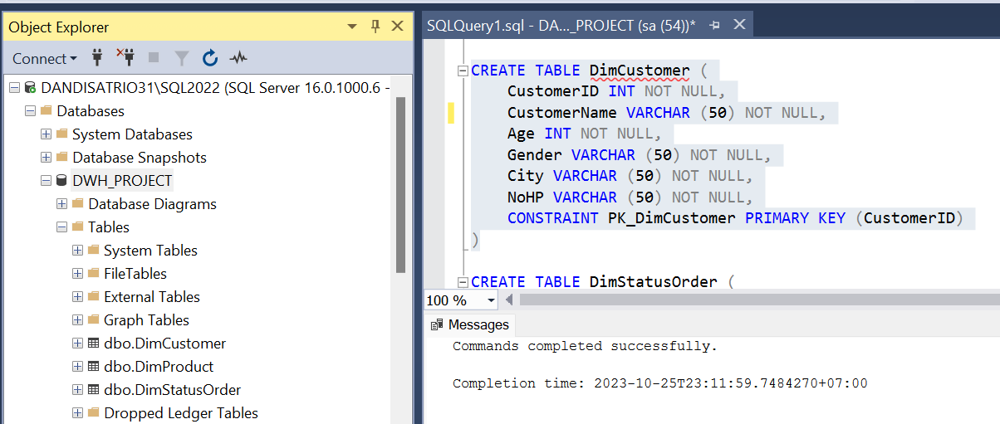 Object Explorer
Connect
DANDISATRIO31\SQL2022 (SQL Server 16.0.1000.6 -
Databases
System Databases
Database Snapshots
DWH_PROJECT
Database Diagrams
Tables
System Tables
FileTables
External Tables
Graph Tables
dbo.DimCustomer
dbo.DimProduct
dbo.DimStatusOrder
Dropped Ledger Tables
SQLQuery1.sql - DA..._PROJECT (sa (54))*
CREATE TABLE DimCustomer (
CustomerID INT NOT NULL,
CustomerName VARCHAR (50) NOT NULL,
Age INT NOT NULL,
Gender VARCHAR (50) NOT NULL,
City VARCHAR (50) NOT NULL,
NoHP VARCHAR (50) NOT NULL,
CONSTRAINT PK_DimCustomer PRIMARY KEY (CustomerID)
)
CREATE TABLE DimStatusOrder (
100 %
Messages
Commands completed successfully.
Completion time: 2023-10-25T23:11:59.7484270+07:00